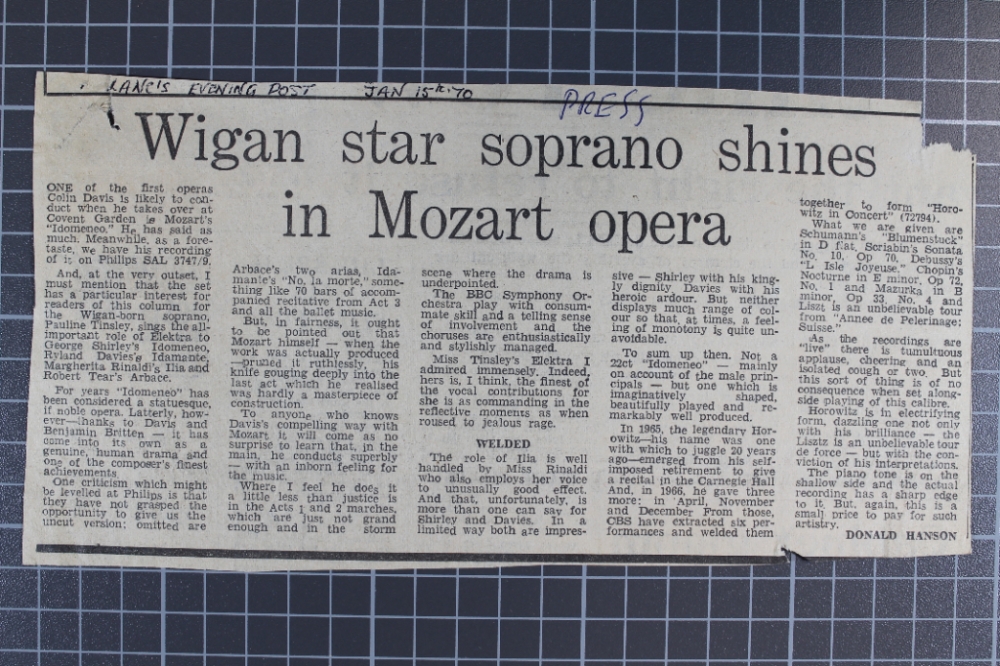 LANC'S EVENING POST JAN 15th '70
PRESS
Wigan star soprano shines
in Mozart opera
ONE of the first operas
Colin Davis is likely to con-
duct when he takes over at
Covent Garden is Mozart's
"Idomeneo." He has said as
much. Meanwhile, as a fore-
taste, we have his recording
of it on Philips SAL 3747/9.
And, at the very outset, I
must mention that the set
has a particular interest for
readers of this column for
the Wigan-born soprano,
Pauline Tinsley, sings the all-
important role of Elektra to
George Shirley's Idomeneo,
Ryland Davies's Idamante,
Margherita Rinaldi's Ilia and
Robert Tear's Arbace.
For years "Idomeneo" has
been considered a statuesque,
if noble opera. Latterly, how-
ever—thanks to Davis and
Benjamin Britten — it has
come into its own as a
genuine, human drama and
one of the composer's finest
achievements.
One criticism which might
be levelled at Philips is that
they have not grasped the
opportunity to give us the
uncut version: omitted are
Arbace's two arias, Ida-
mante's "No, la morte," some-
thing like 70 bars of accom-
panied recitative from Act 3
and all the ballet music.
But, in fairness, it ought
to be pointed out that
Mozart himself — when the
work was actually produced
—pruned it ruthlessly, his
knife gouging deeply into the
last act which he realised
was hardly a masterpiece of
construction.
To anyone who knows
Davis's compelling way with
Mozart it will come as no
surprise to learn that, in the
main, he conducts superbly
— with an inborn feeling for
the music.
Where I feel he does it
a little less than justice is
in the Acts 1 and 2 marches,
which are just not grand
enough and in the storm
scene where the drama is
underpointed.
The BBC Symphony Or-
chestra play with consum-
mate skill and a telling sense
of involvement and the
choruses are enthusiastically
and stylishly managed.
Miss Tinsley's Elektra I
admired immensely. Indeed,
hers is, I think, the finest of
the vocal contributions for
she is as commanding in the
reflective moments as when
roused to jealous rage.
WELDED
The role of Ilia is well
handled by Miss Rinaldi
who also employs her voice
to unusually good effect.
And that, unfortunately, is
more than one can say for
Shirley and Davies. In a
limited way both are impres-
sive — Shirley with his king-
ly dignity Davies with his
heroic ardour. But neither
displays much range of col-
our so that, at times, a feel-
ing of monotony is quite un-
avoidable.
To sum up then. Not a
22ct "Idomeneo" — mainly
on account of the male prin-
cipals — but one which is
imaginatively shaped,
beautifully played and re-
markably well produced.
In 1965, the legendary Hor-
owitz—his name was one
with which to juggle 20 years
ago—emerged from his self-
imposed retirement to give
a recital in the Carnegie Hall
And, in 1966, he gave three
more: in April, November
and December From those,
CBS have extracted six per-
formances and welded them
together to form "Horo-
witz in Concert" (72794).
What we are given are
Schumann's "Blumenstuck"
in D flat, Scriabin's Sonata
No. 10, Op 70, Debussy's
"L Isle Joyeuse," Chopin's
Nocturne in E minor, Op 72,
No. 1 and Mazurka in B
minor, Op 33, No. 4 and
Liszt is an unbelievable tour
from "Annee de Pelerinage:
Suisse."
As the recordings are
"live" there is tumultuous
applause, cheering and an
isolated cough or two. But
this sort of thing is of no
consequence when set along-
side playing of this calibre.
Horowitz is in electrifying
form, dazzling one not only
with his brilliance — the
Lisztz is an unbelievable tour
de force — but with the con-
viction of his interpretations.
The piano tone is on the
shallow side and the actual
recording has a sharp edge
to it. But, again, this is a
small price to pay for such
artistry.
DONALD HANSON